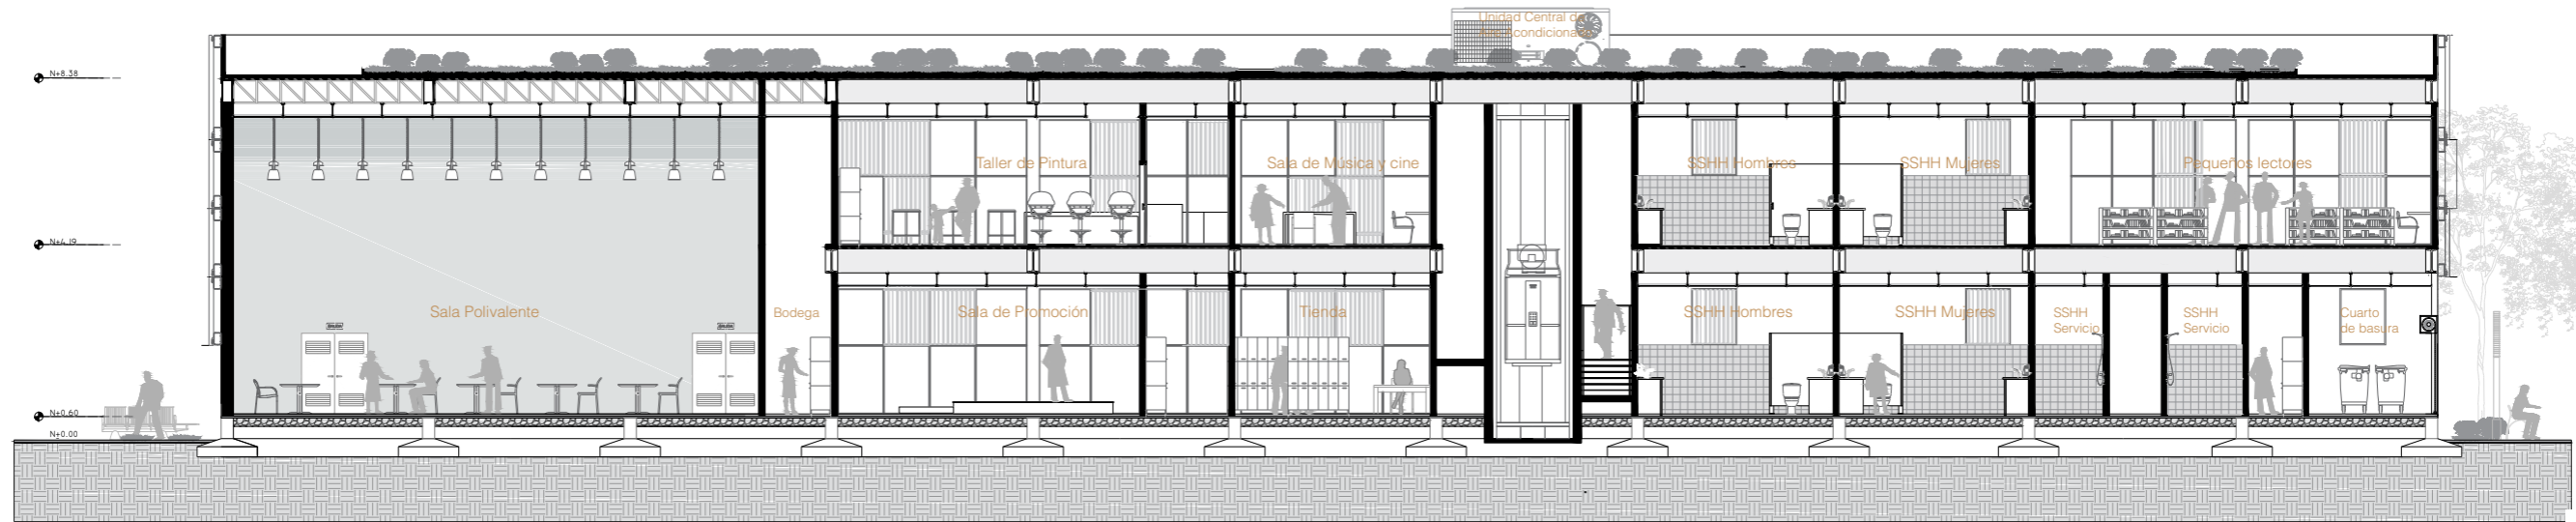 Unidad Central de
Aire Acondicionado
N+8.38
Taller de Pintura
Sala de Música y cine
SSHH Hombres
SSHH Mujeres
Pequeños lectores
N+4.19
Sala Polivalente
Bodega
Sala de Promoción
Tienda
SSHH Hombres
SSHH Mujeres
SSHH
Servicio
SSHH
Servicio
Cuarto
de basura
N+0.60
N+0.00